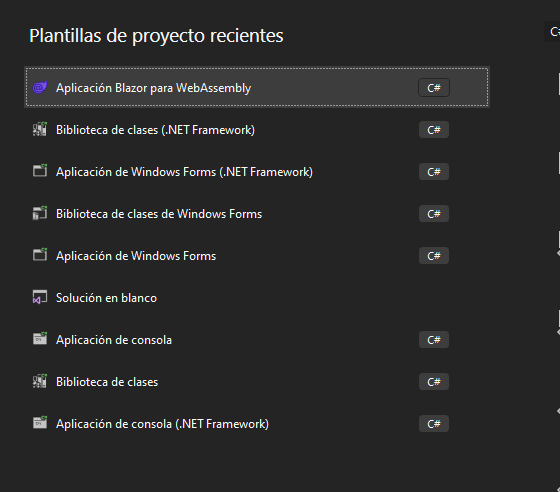 Plantillas de proyecto recientes
Aplicación Blazor para WebAssembly C#
Biblioteca de clases (.NET Framework) C#
Aplicación de Windows Forms (.NET Framework) C#
Biblioteca de clases de Windows Forms C#
Aplicación de Windows Forms C#
Solución en blanco
Aplicación de consola C#
Biblioteca de clases C#
Aplicación de consola (.NET Framework) C#